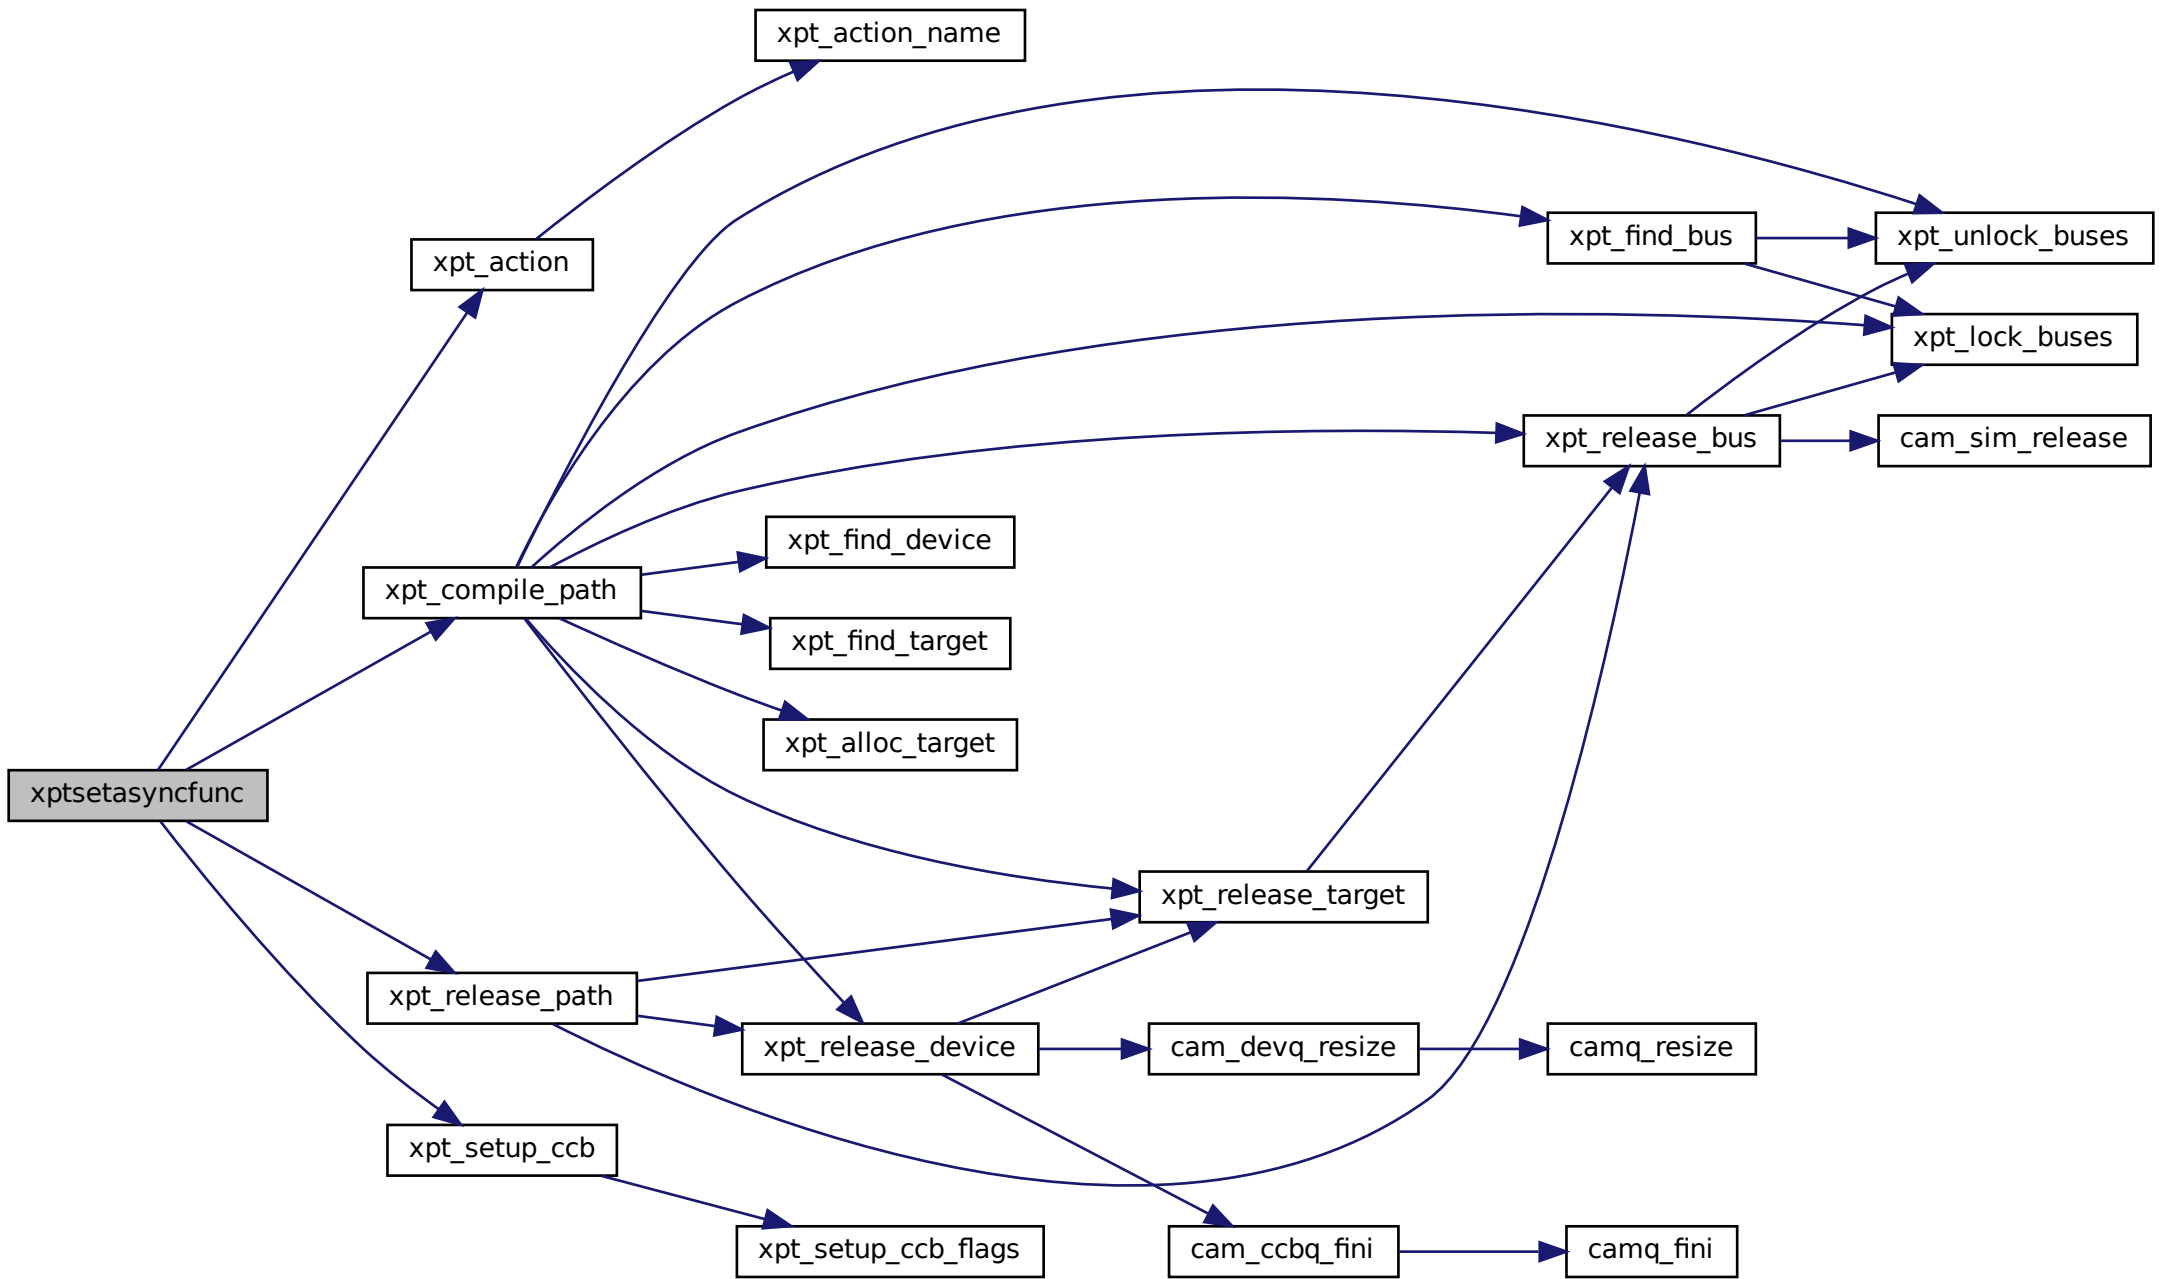 xpt_action_name
xpt_action
xpt_find_bus
xpt_unlock_buses
xpt_lock_buses
xpt_release_bus
cam_sim_release
xpt_find_device
xpt_compile_path
xpt_find_target
xpt_alloc_target
xptsetasyncfunc
xpt_release_target
xpt_release_path
xpt_release_device
cam_devq_resize
camq_resize
xpt_setup_ccb
xpt_setup_ccb_flags
cam_ccbq_fini
camq_fini